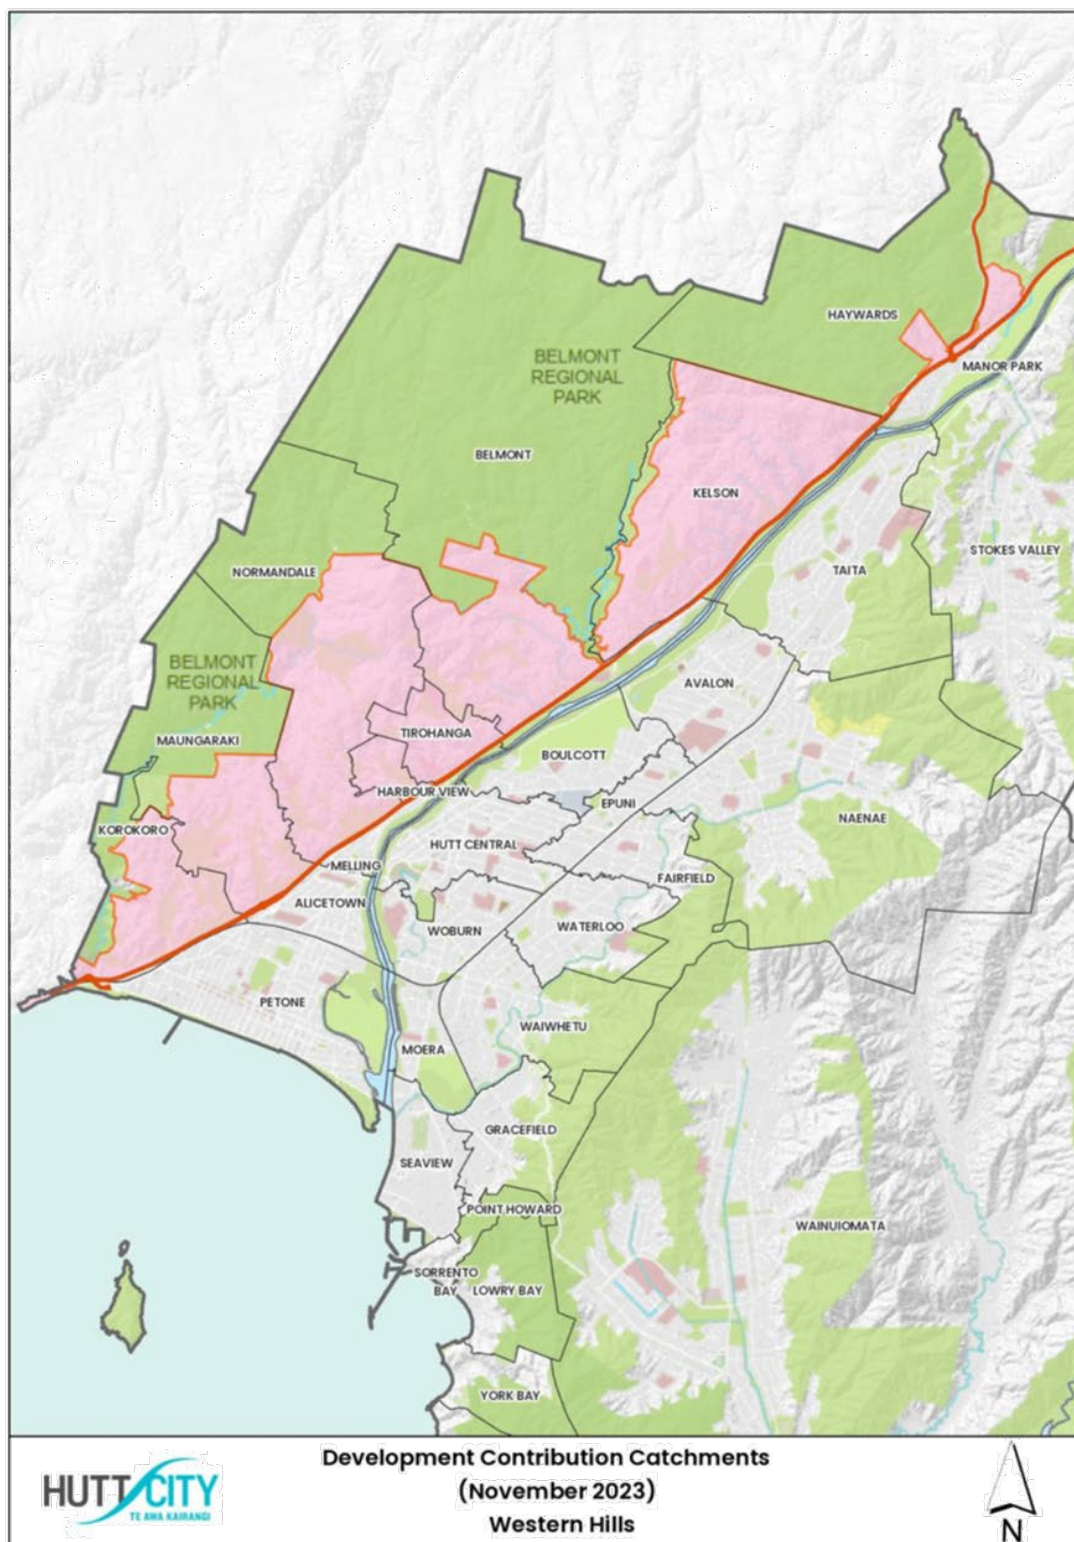 HAYWARDS
BELMONT
REGIONAL
PARK
MANOR PARK
BELMONT
KELSON
STOKES VALLEY
TAITA
NORMANDALE
BELMONT
REGIONAL
PARK
AVALON
TIROHANGA
MAUNGARAKI
BOULCOTT
HARBOUR VIEW
EPUNI
NAENAE
KOROKORO
HUTT CENTRAL
MELLING
FAIRFIELD
ALICETOWN
WOBURN
WATERLOO
PETONE
WAIWHETU
MOERA
GRACEFIELD
SEAVIEW
POINT HOWARD
WAINUIOMATA
SORRENTO
BAY
LOWRY BAY
YORK BAY
HUTT CITY
TE AWA KAIRANGI
Development Contribution Catchments
(November 2023)
Western Hills
N